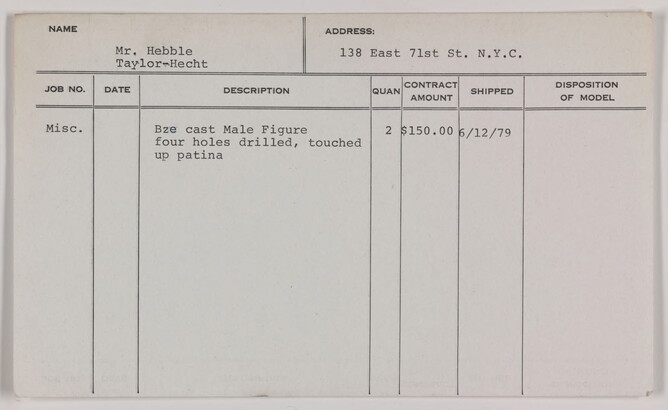 NAME
Mr. Hebble
Taylor-Hecht
ADDRESS:
138 East 71st St. N.Y.C.
JOB NO. DATE DESCRIPTION QUAN CONTRACT AMOUNT SHIPPED DISPOSITION OF MODEL
Misc. Bze cast Male Figure 2 $150.00 6/12/79
four holes drilled, touched
up patina